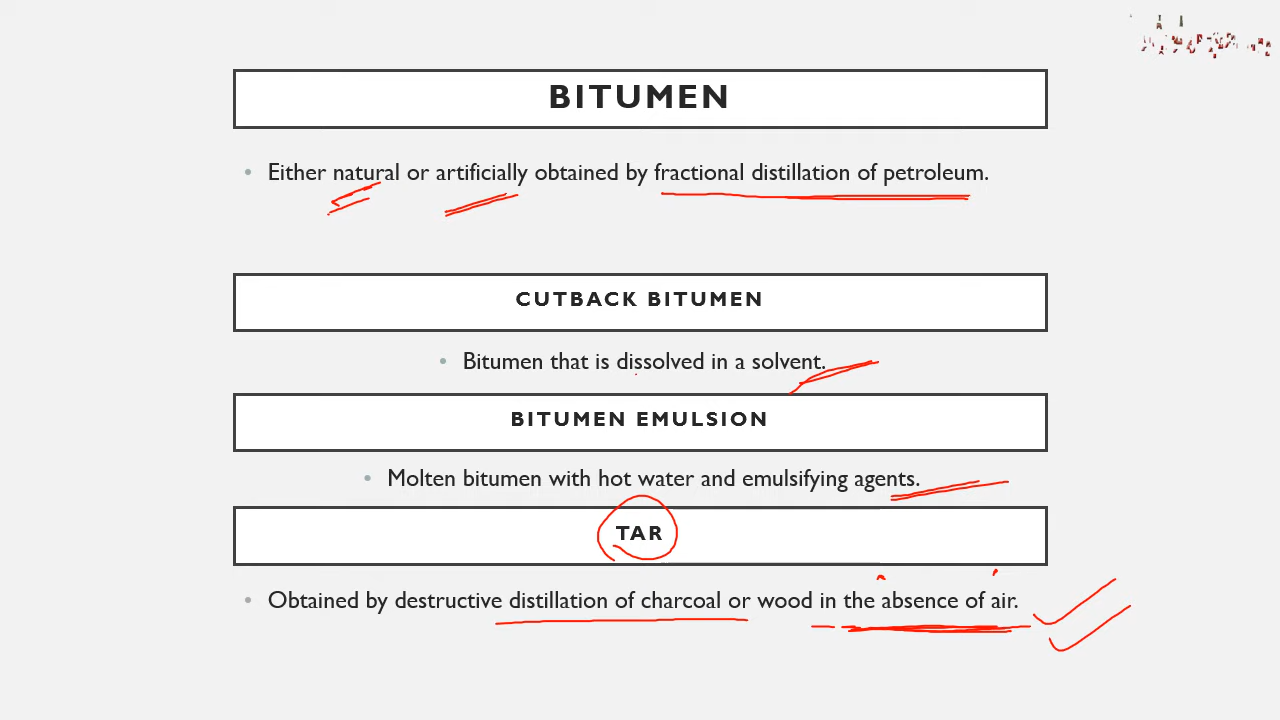 BITUMEN
• Either natural or artificially obtained by fractional distillation of petroleum.
CUTBACK BITUMEN
• Bitumen that is dissolved in a solvent.
BITUMEN EMULSION
• Molten bitumen with hot water and emulsifying agents.
TAR
• Obtained by destructive distillation of charcoal or wood in the absence of air.